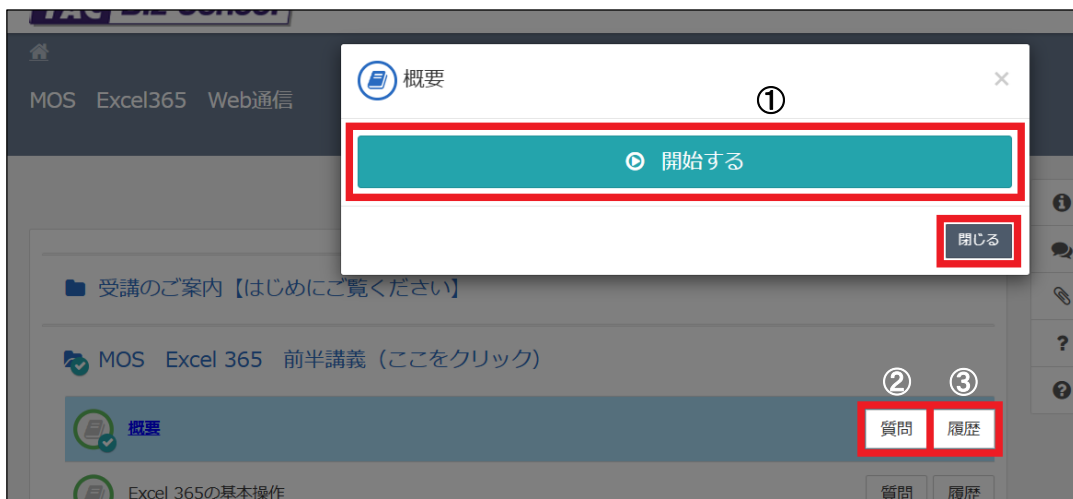 TAC Biz School
概要
×
MOS　Excel365　Web通信
①
開始する
閉じる
受講のご案内【はじめにご覧ください】
MOS　Excel 365　前半講義（ここをクリック）
② ③
概要 質問 履歴
Excel 365の基本操作 質問 履歴